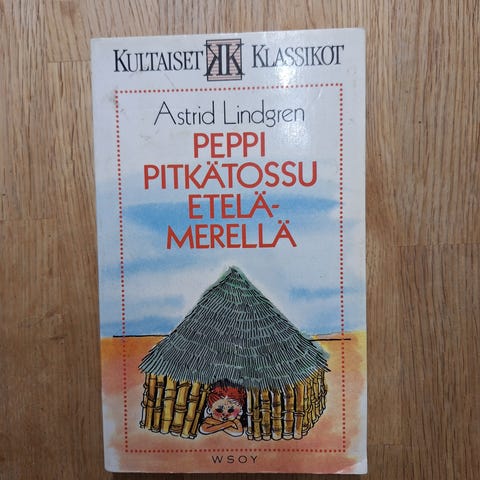 KULTAISET KK KLASSIKOT
Astrid Lindgren
PEPPI
PITKÄTOSSU
ETELÄ-
MERELLÄ
WSOY